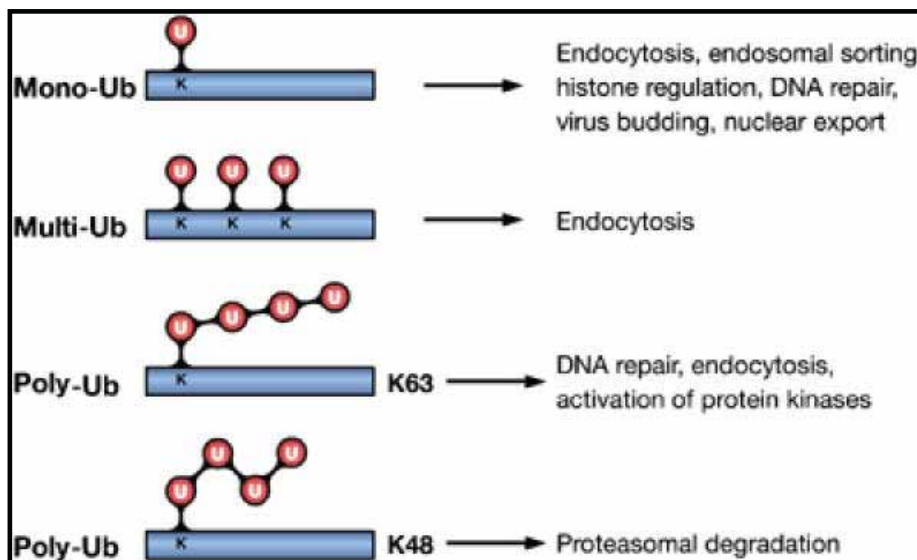 U
K
Mono-Ub
Endocytosis, endosomal sorting
histone regulation, DNA repair,
virus budding, nuclear export
U U U
K K K
Multi-Ub
Endocytosis
U U U U
K
Poly-Ub
K63
DNA repair, endocytosis,
activation of protein kinases
U U U U
K
Poly-Ub
K48
Proteasomal degradation